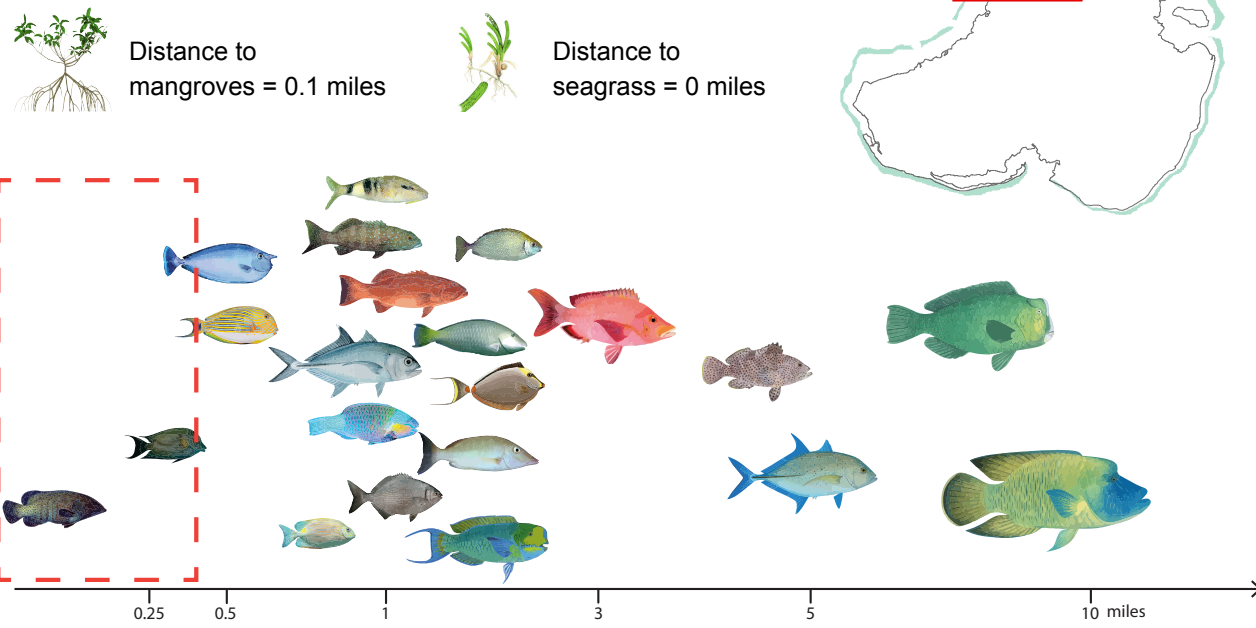 Distance to
mangroves = 0.1 miles
Distance to
seagrass = 0 miles
0.25 0.5 1 3 5 10 miles